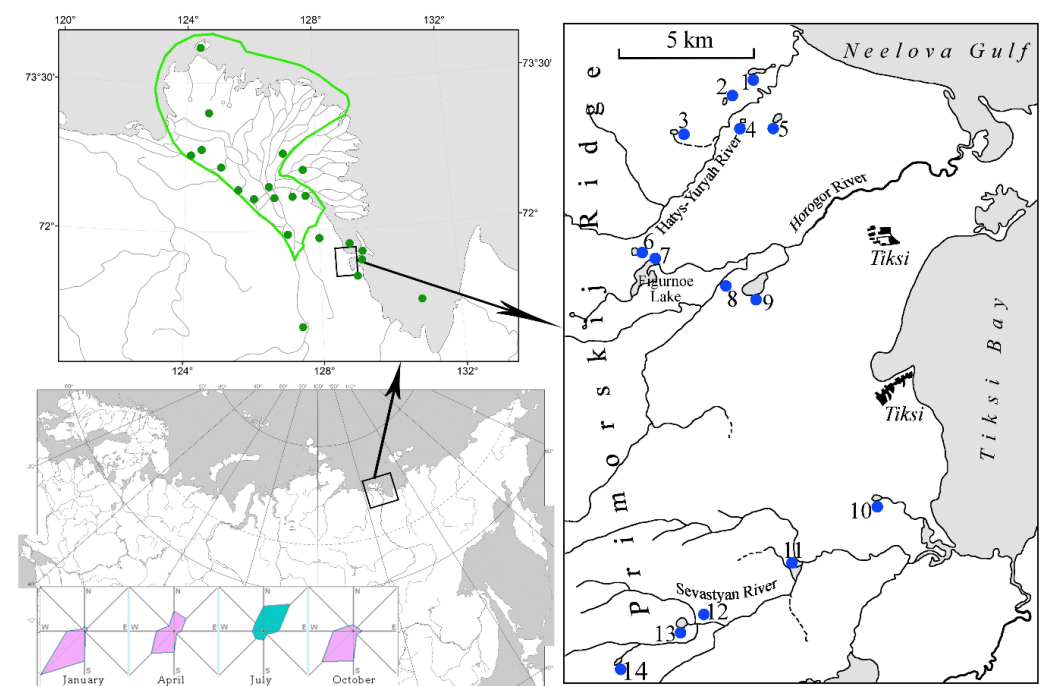 120°
124°
128°
132°
73°30'
73°30'
72°
72°
120°
124°
128°
132°
N
W
E
S
January
N
W
E
S
April
N
W
E
S
July
N
W
E
S
October
5 km
Neelova Gulf
Primorskij Ridge
1
2
3
4
5
Hatys-Yuryah River
Horogor River
Tiksi
6
7
Figurnoe
Lake
8
9
Tiksi Bay
Tiksi
10
11
Sevastyan River
12
13
14